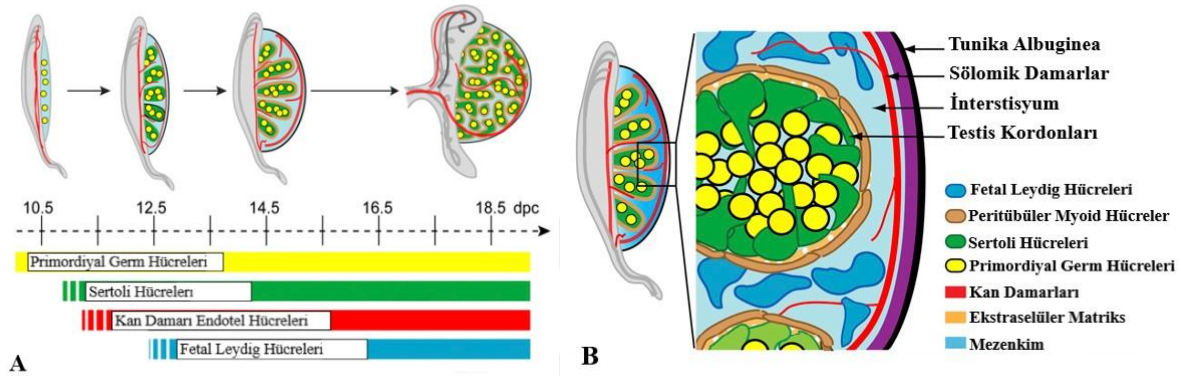 10.5 12.5 14.5 16.5 18.5 dpc
Primordiyal Germ Hücreleri
Sertoli Hücreleri
Kan Damarı Endotel Hücreleri
Fetal Leydig Hücreleri
A
Tunika Albuginea
Sölomik Damarlar
İnterstisyum
Testis Kordonları
Fetal Leydig Hücreleri
Peritübüler Myoid Hücreler
Sertoli Hücreleri
Primordiyal Germ Hücreleri
Kan Damarları
Ekstraselüler Matriks
Mezenkim
B